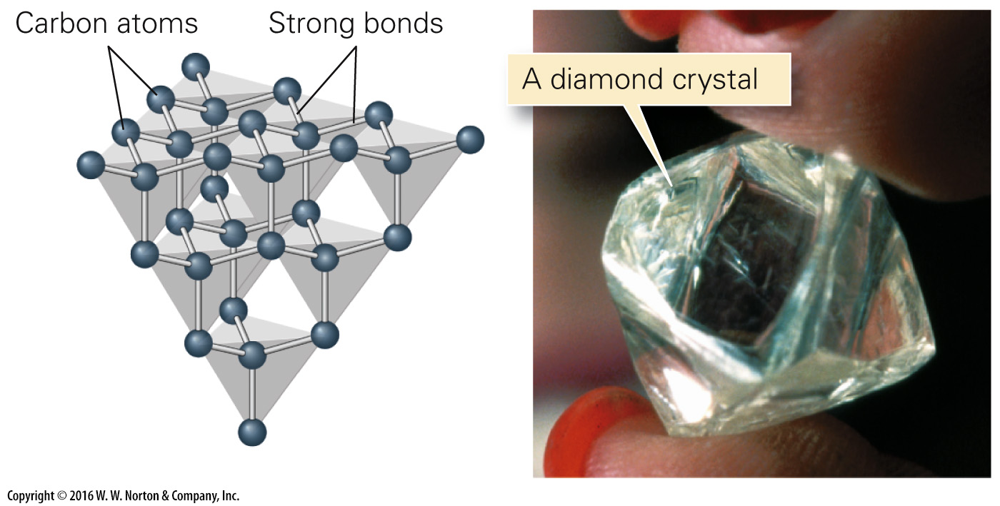 Carbon atoms
Strong bonds
A diamond crystal
Copyright © 2016 W. W. Norton & Company, Inc.